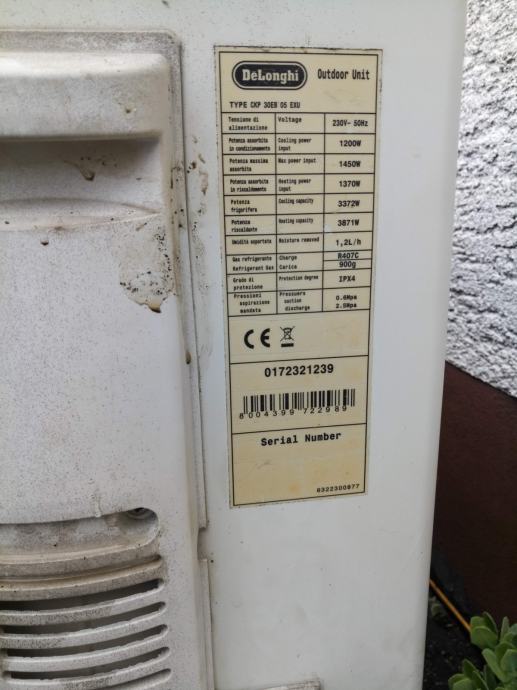 DeLonghi Outdoor Unit
TYPE CKP 30EB 05 EXU
Tensione di alimentazione Voltage 230V~ 50Hz
Potenza assorbita in condizionamento Cooling power input 1200W
Potenza massima assorbita Max power input 1450W
Potenza assorbita in riscaldamento Heating power input 1370W
Potenza frigorifera Cooling capacity 3372W
Potenza riscaldante Heating capacity 3871W
Umidità asportata Moisture removed 1,2L/h
Gas refrigerante Charge R407C
Refrigerant Gas Carica 900g
Grado di protezione Protection degree IPX4
Pressioni aspirazione mandata Pressuers suction discharge 0.6Mpa 2.5Mpa
CE
0172321239
8004399 722989
Serial Number
8322300877